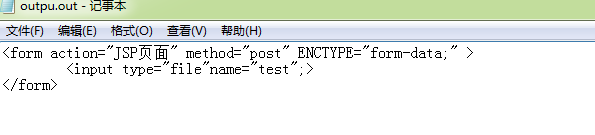 outpu.out - 记事本
文件(F) 编辑(E) 格式(O) 查看(V) 帮助(H)
<form action="JSP页面" method="post" ENCTYPE="form-data;" >
<input type="file"name="test";>
</form>